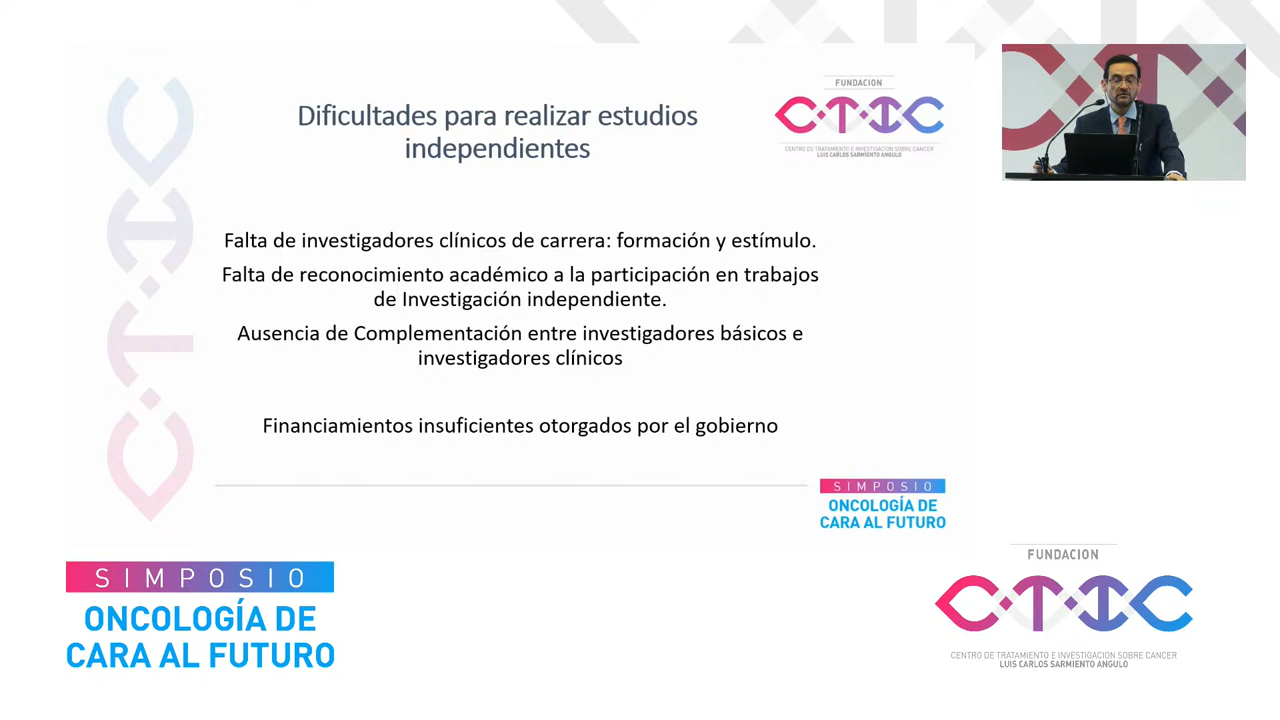 Dificultades para realizar estudios
independientes
FUNDACION
C·T·I·C
CENTRO DE TRATAMIENTO E INVESTIGACION SOBRE CANCER
LUIS CARLOS SARMIENTO ANGULO
C·T·I·C
Falta de investigadores clínicos de carrera: formación y estímulo.
Falta de reconocimiento académico a la participación en trabajos
de Investigación independiente.
Ausencia de Complementación entre investigadores básicos e
investigadores clínicos
Financiamientos insuficientes otorgados por el gobierno
SIMPOSIO
ONCOLOGÍA DE
CARA AL FUTURO
SIMPOSIO
ONCOLOGÍA DE
CARA AL FUTURO
FUNDACION
C·T·I·C
CENTRO DE TRATAMIENTO E INVESTIGACION SOBRE CANCER
LUIS CARLOS SARMIENTO ANGULO